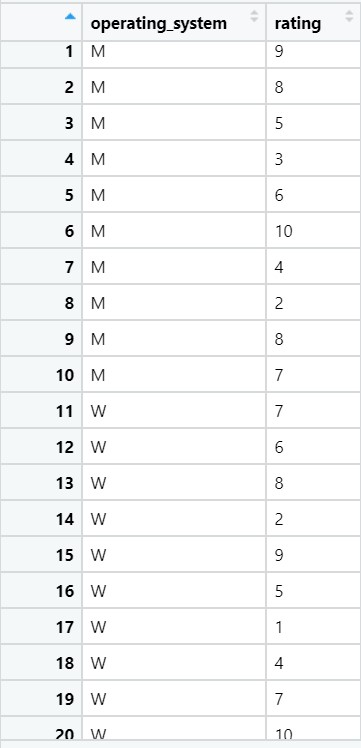 operating_system rating
1 M 9
2 M 8
3 M 5
4 M 3
5 M 6
6 M 10
7 M 4
8 M 2
9 M 8
10 M 7
11 W 7
12 W 6
13 W 8
14 W 2
15 W 9
16 W 5
17 W 1
18 W 4
19 W 7
20 W 10